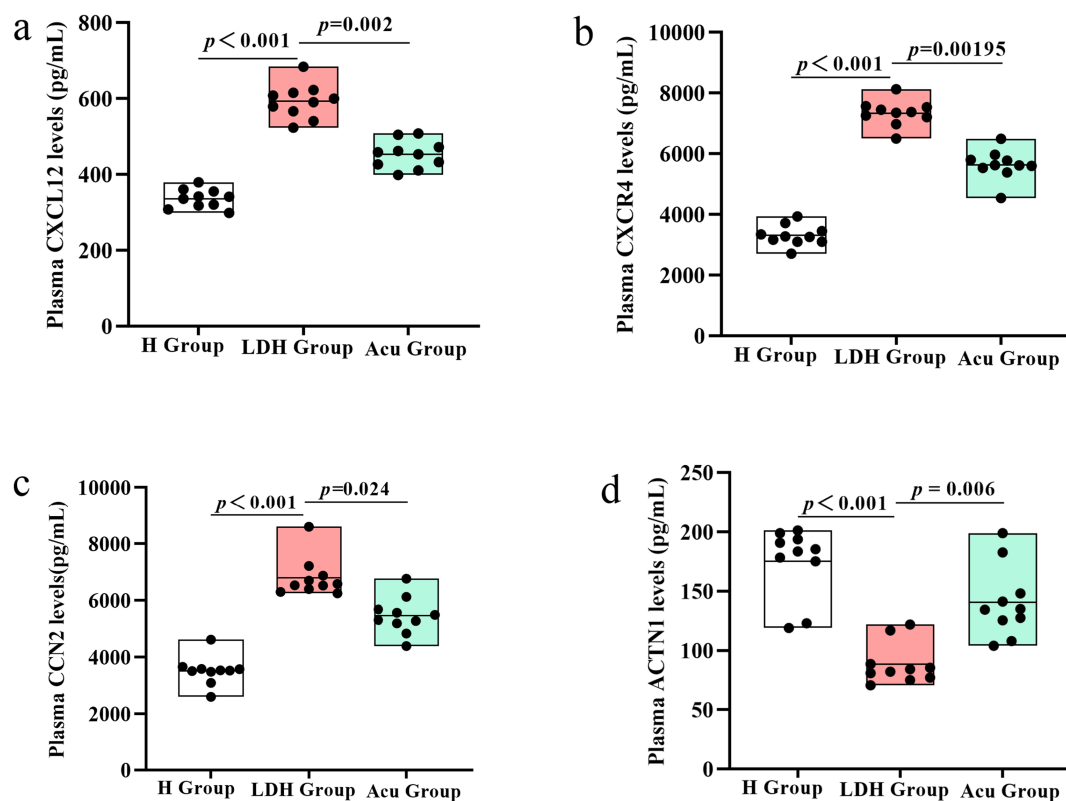 a
Plasma CXCL12 levels (pg/mL)
800
600
400
200
0
p＜0.001
p=0.002
H Group
LDH Group
Acu Group
b
Plasma CXCR4 levels (pg/mL)
10000
8000
6000
4000
2000
0
p＜0.001
p=0.00195
H Group
LDH Group
Acu Group
c
Plasma CCN2 levels(pg/mL)
10000
8000
6000
4000
2000
0
p＜0.001
p=0.024
H Group
LDH Group
Acu Group
d
Plasma ACTN1 levels (pg/mL)
250
200
150
100
50
0
p＜0.001
p = 0.006
H Group
LDH Group
Acu Group